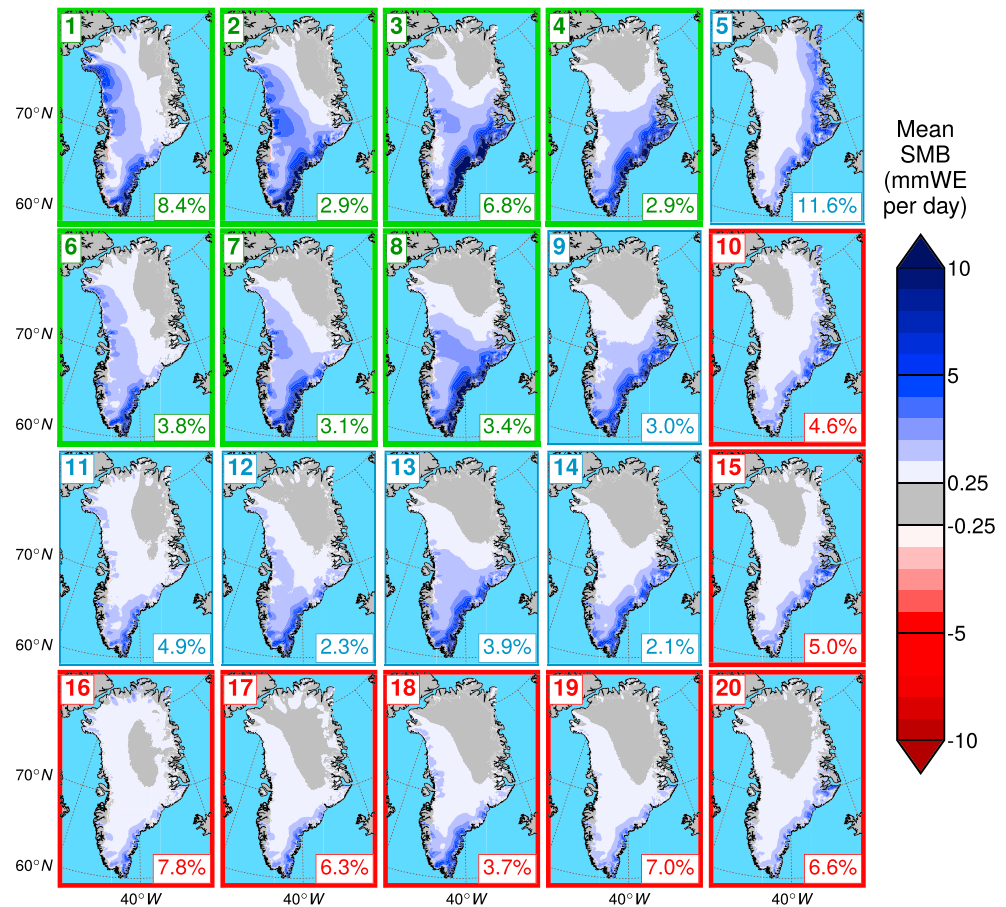 1 2 3 4 5
70°N
60°N
8.4% 2.9% 6.8% 2.9% 11.6%
Mean
SMB
(mmWE
per day)
6 7 8 9 10
70°N
60°N
3.8% 3.1% 3.4% 3.0% 4.6%
10
5
0.25
-0.25
-5
-10
11 12 13 14 15
70°N
60°N
4.9% 2.3% 3.9% 2.1% 5.0%
16 17 18 19 20
70°N
60°N
7.8% 6.3% 3.7% 7.0% 6.6%
40°W 40°W 40°W 40°W 40°W